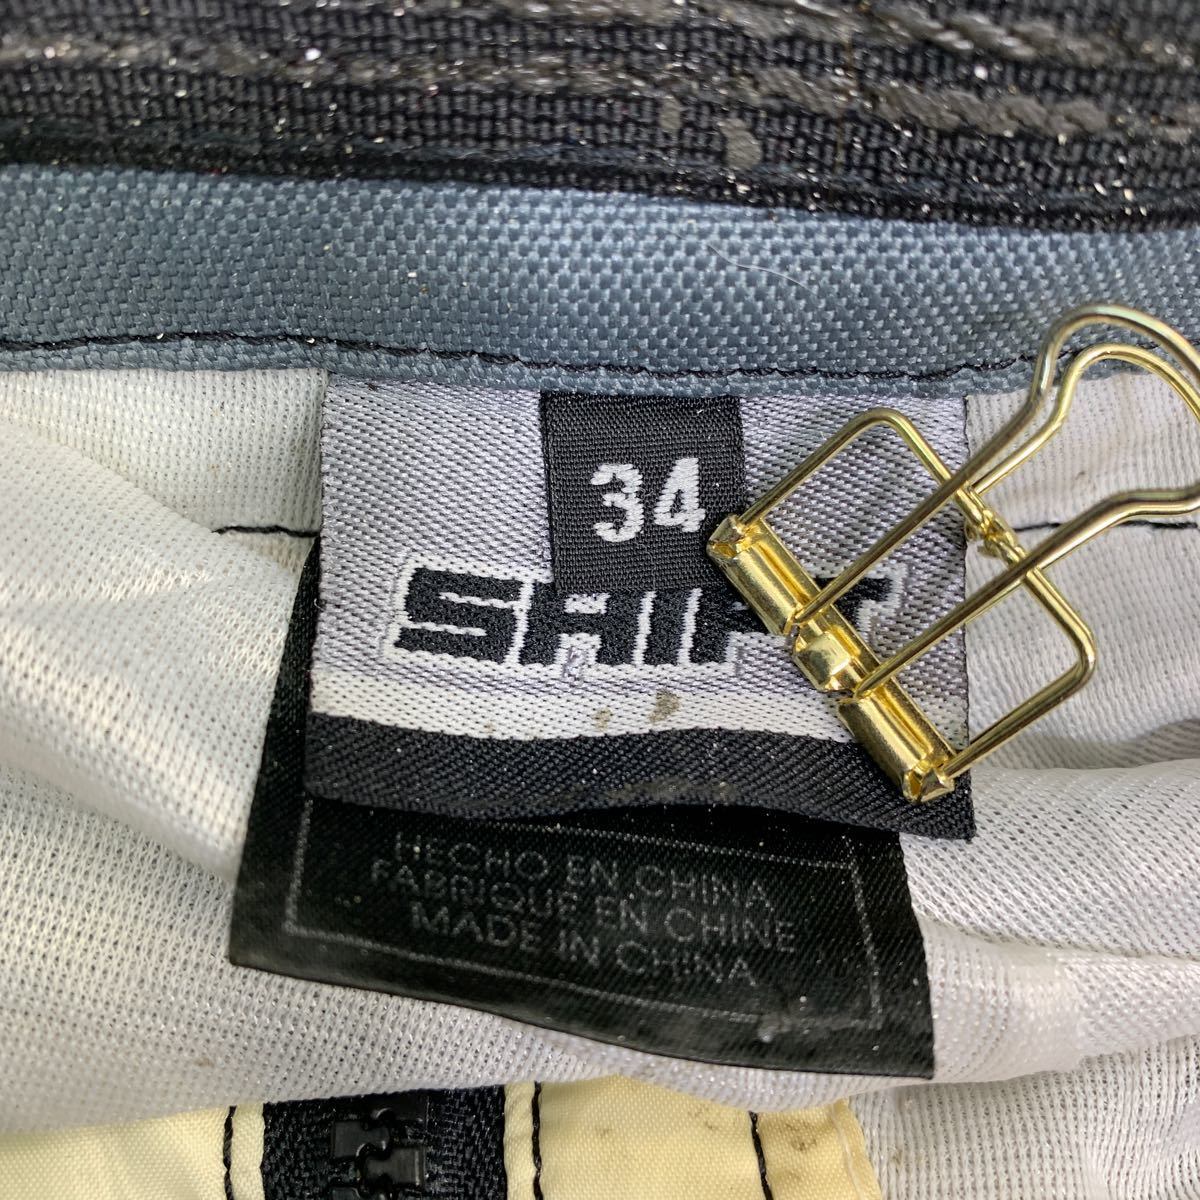 34
SHIFT
HECHO EN CHINA
FABRIQUE EN CHINE
MADE IN CHINA